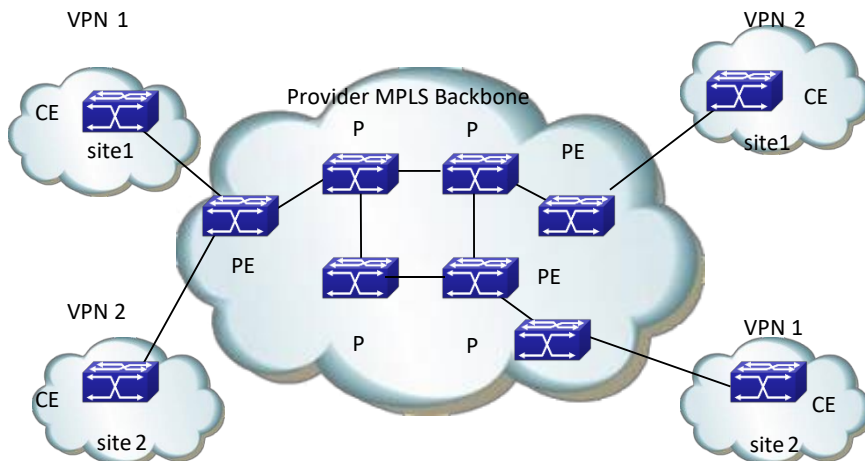 VPN 1
VPN 2
Provider MPLS Backbone
CE
CE
P
P
PE
site1
site1
PE
PE
VPN 2
VPN 1
P
P
CE
CE
site 2
site 2